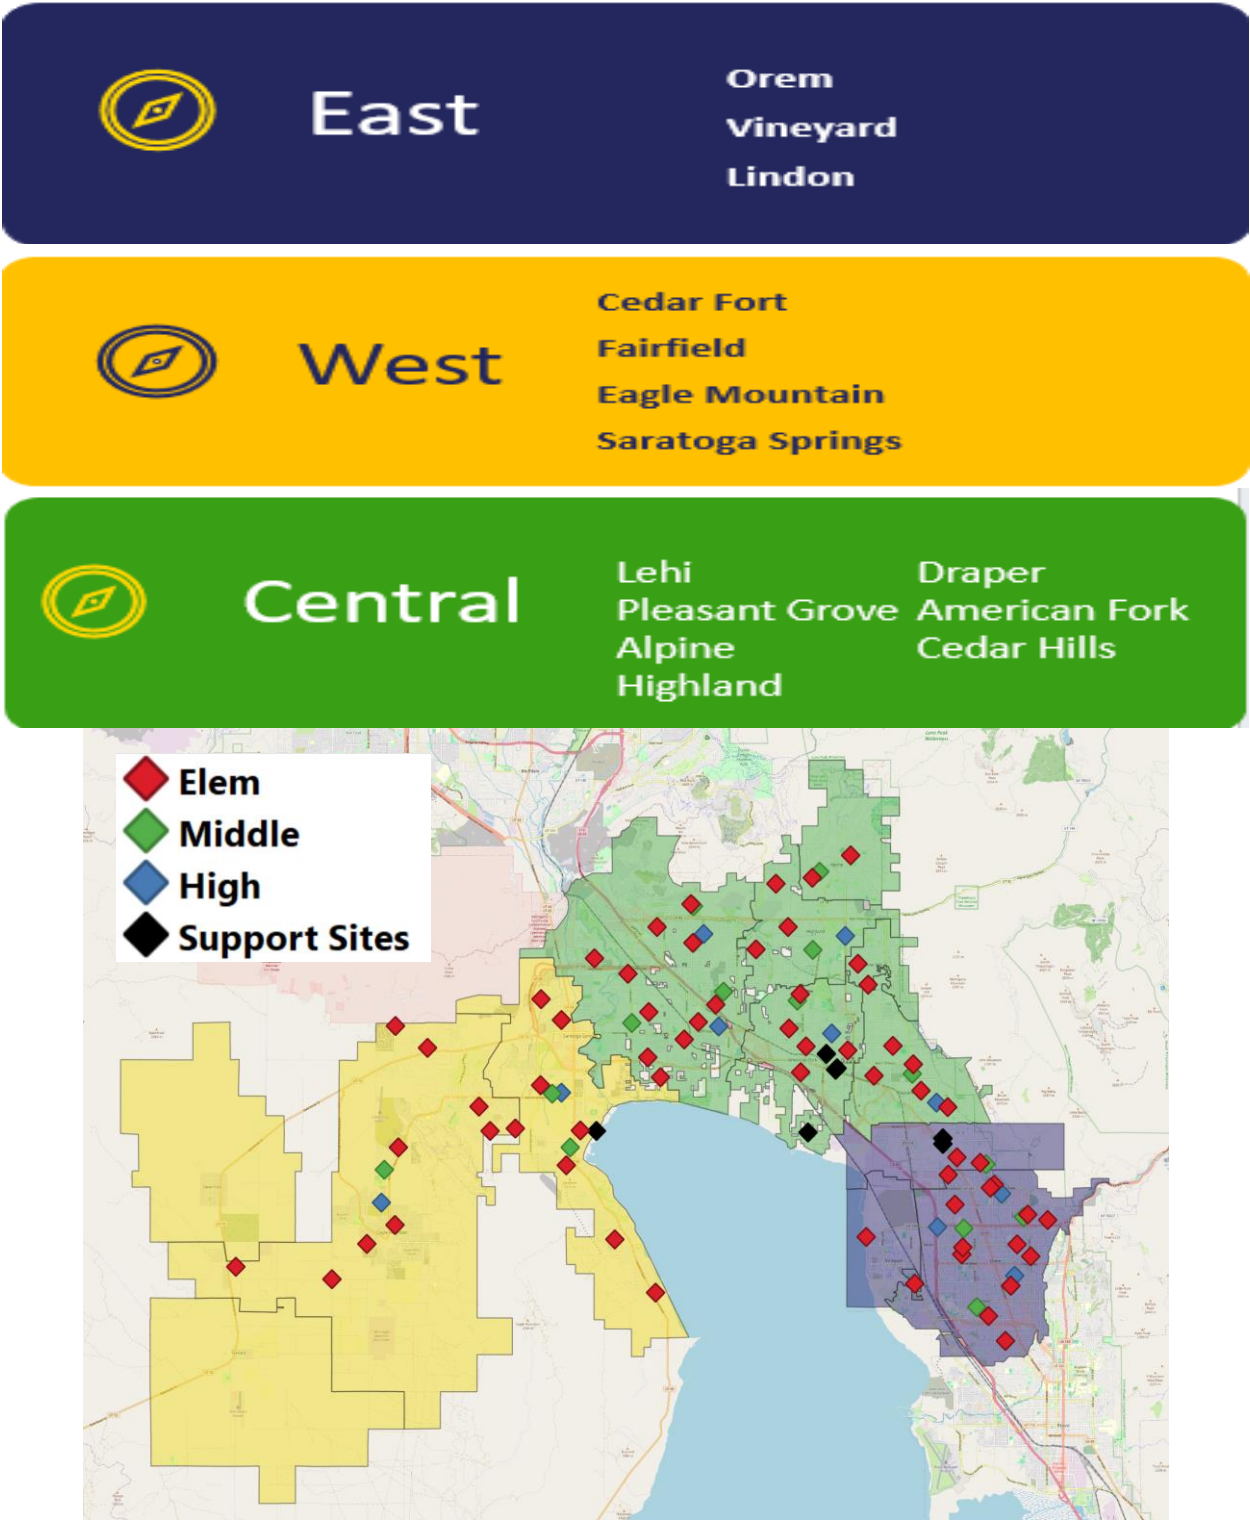 East
Orem
Vineyard
Lindon
West
Cedar Fort
Fairfield
Eagle Mountain
Saratoga Springs
Central
Lehi
Pleasant Grove
Alpine
Highland
Draper
American Fork
Cedar Hills
Elem
Middle
High
Support Sites